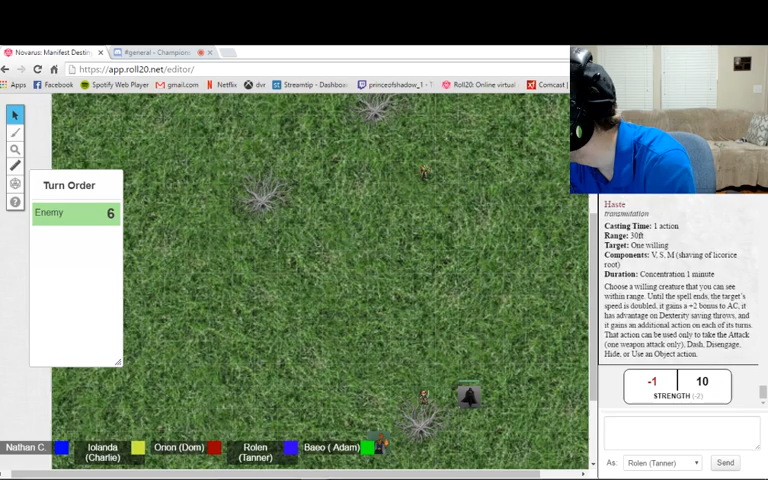 Novarus: Manifest Destin
#general - Champion
https://app.roll20.net/editor/
Apps
Facebook
Spotify Web Player
gmail.com
Netflix
dvr
Streamtip - Dashboa
princeofshadow_1 - T
Roll20: Online virtual
Comcast
Turn Order
Enemy 6
Haste
transmutation
Casting Time: 1 action
Range: 30ft
Target: One willing
Components: V, S, M (shaving of licorice
root)
Duration: Concentration 1 minute
Choose a willing creature that you can see
within range. Until the spell ends, the target's
speed is doubled, it gains a +2 bonus to AC, it
has advantage on Dexterity saving throws, and
it gains an additional action on each of its turns.
That action can be used only to take the Attack
(one weapon attack only), Dash, Disengage,
Hide, or Use an Object action.
-1 10
STRENGTH (-2)
Nathan C.
Iolanda
(Charlie)
Orion (Dom)
Rolen
(Tanner)
Baeo ( Adam)
As: Rolen (Tanner)
Send